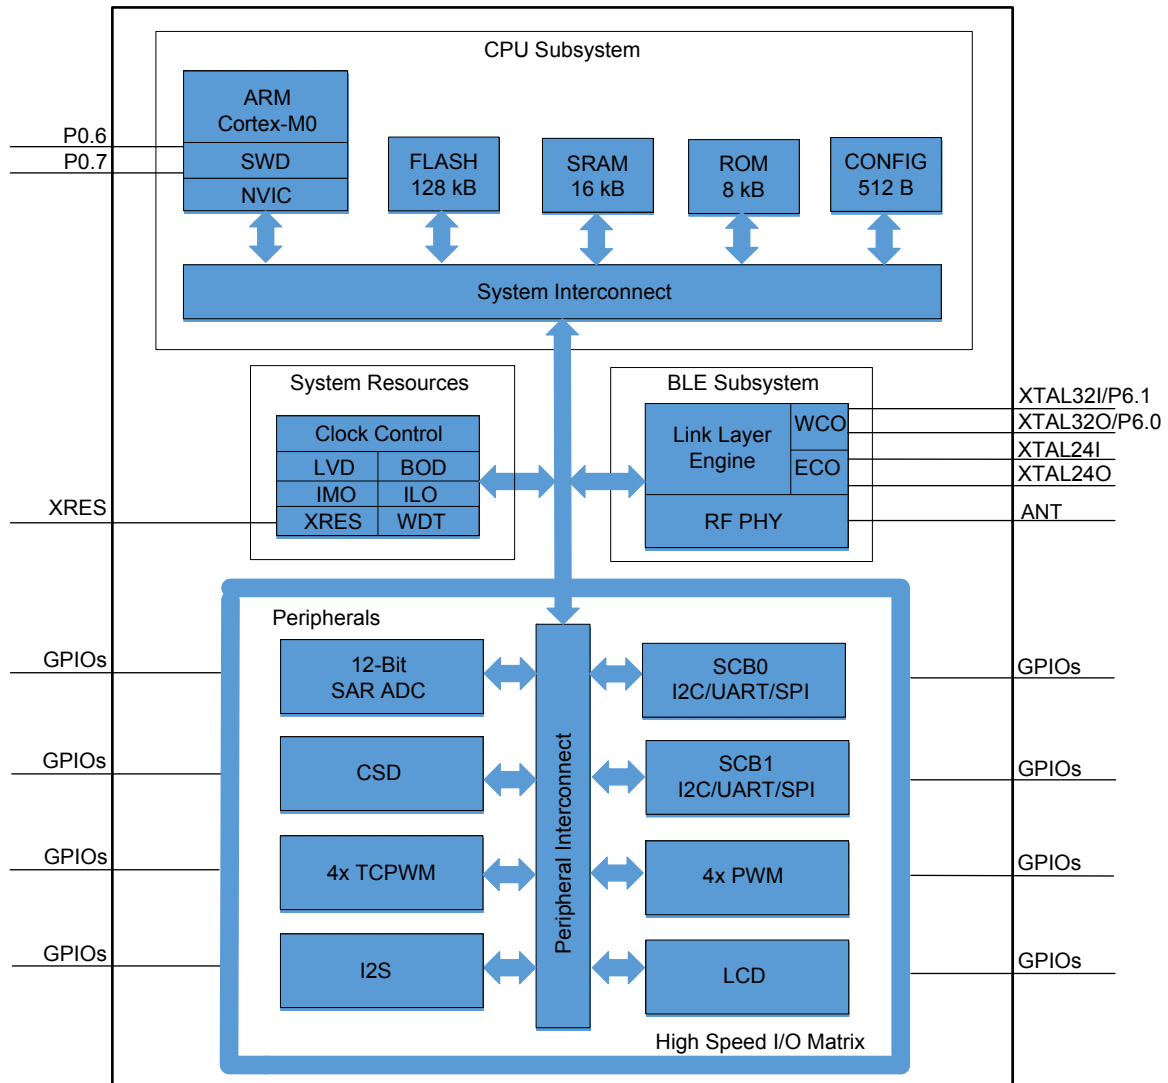 CPU Subsystem
ARM
Cortex-M0
SWD
NVIC
FLASH
128 kB
SRAM
16 kB
ROM
8 kB
CONFIG
512 B
P0.6
P0.7
System Interconnect
System Resources
Clock Control
LVD
BOD
IMO
ILO
XRES
WDT
XRES
BLE Subsystem
Link Layer
Engine
WCO
ECO
RF PHY
XTAL32I/P6.1
XTAL32O/P6.0
XTAL24I
XTAL24O
ANT
Peripherals
GPIOs
12-Bit
SAR ADC
SCB0
I2C/UART/SPI
GPIOs
GPIOs
CSD
SCB1
I2C/UART/SPI
GPIOs
GPIOs
4x TCPWM
4x PWM
GPIOs
GPIOs
I2S
LCD
GPIOs
Peripheral Interconnect
High Speed I/O Matrix